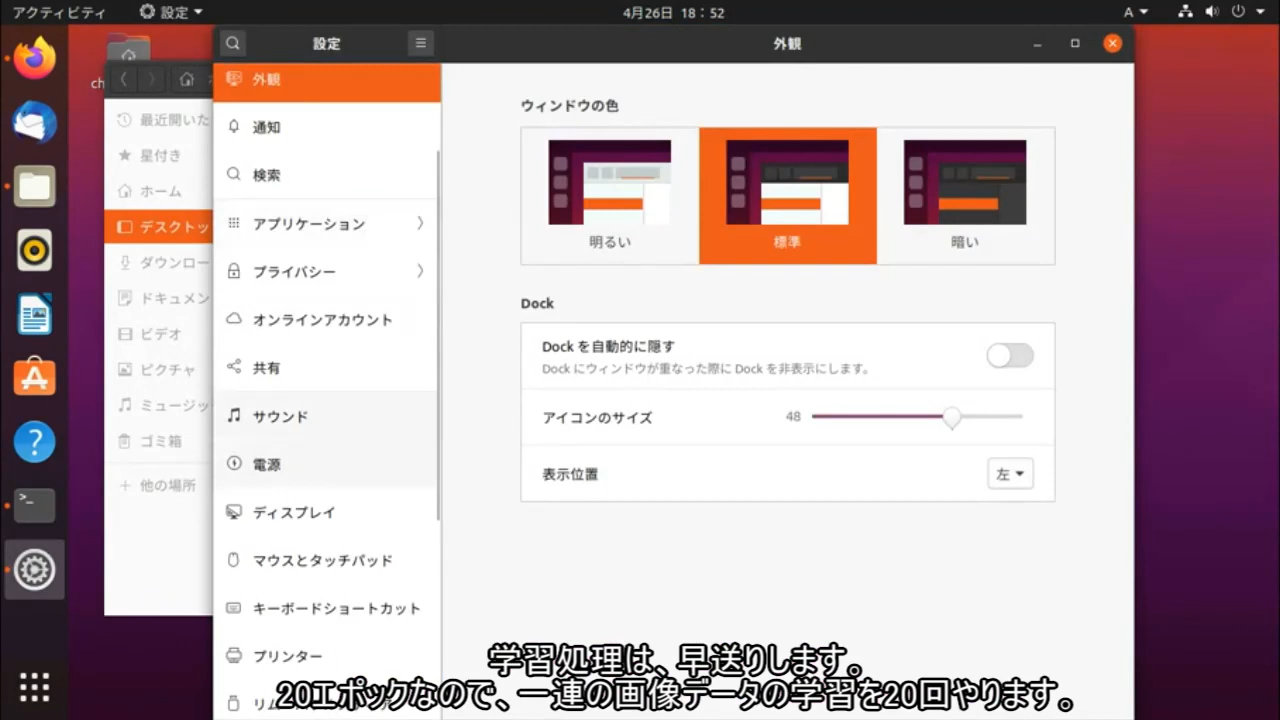 アクティビティ
設定
4月26日 18：52
A
設定
外観
ch
最近開いた
星付き
ホーム
デスクトッ
ダウンロー
ドキュメン
ビデオ
ピクチャ
ミュージッ
ゴミ箱
他の場所
外観
通知
検索
アプリケーション
プライバシー
オンラインアカウント
共有
サウンド
電源
ディスプレイ
マウスとタッチパッド
キーボードショートカット
プリンター
ウィンドウの色
明るい
標準
暗い
Dock
Dock を自動的に隠す
Dock にウィンドウが重なった際に Dock を非表示にします。
アイコンのサイズ
48
表示位置
左
学習処理は、早送りします。
20エポックなので、一連の画像データの学習を20回やります。